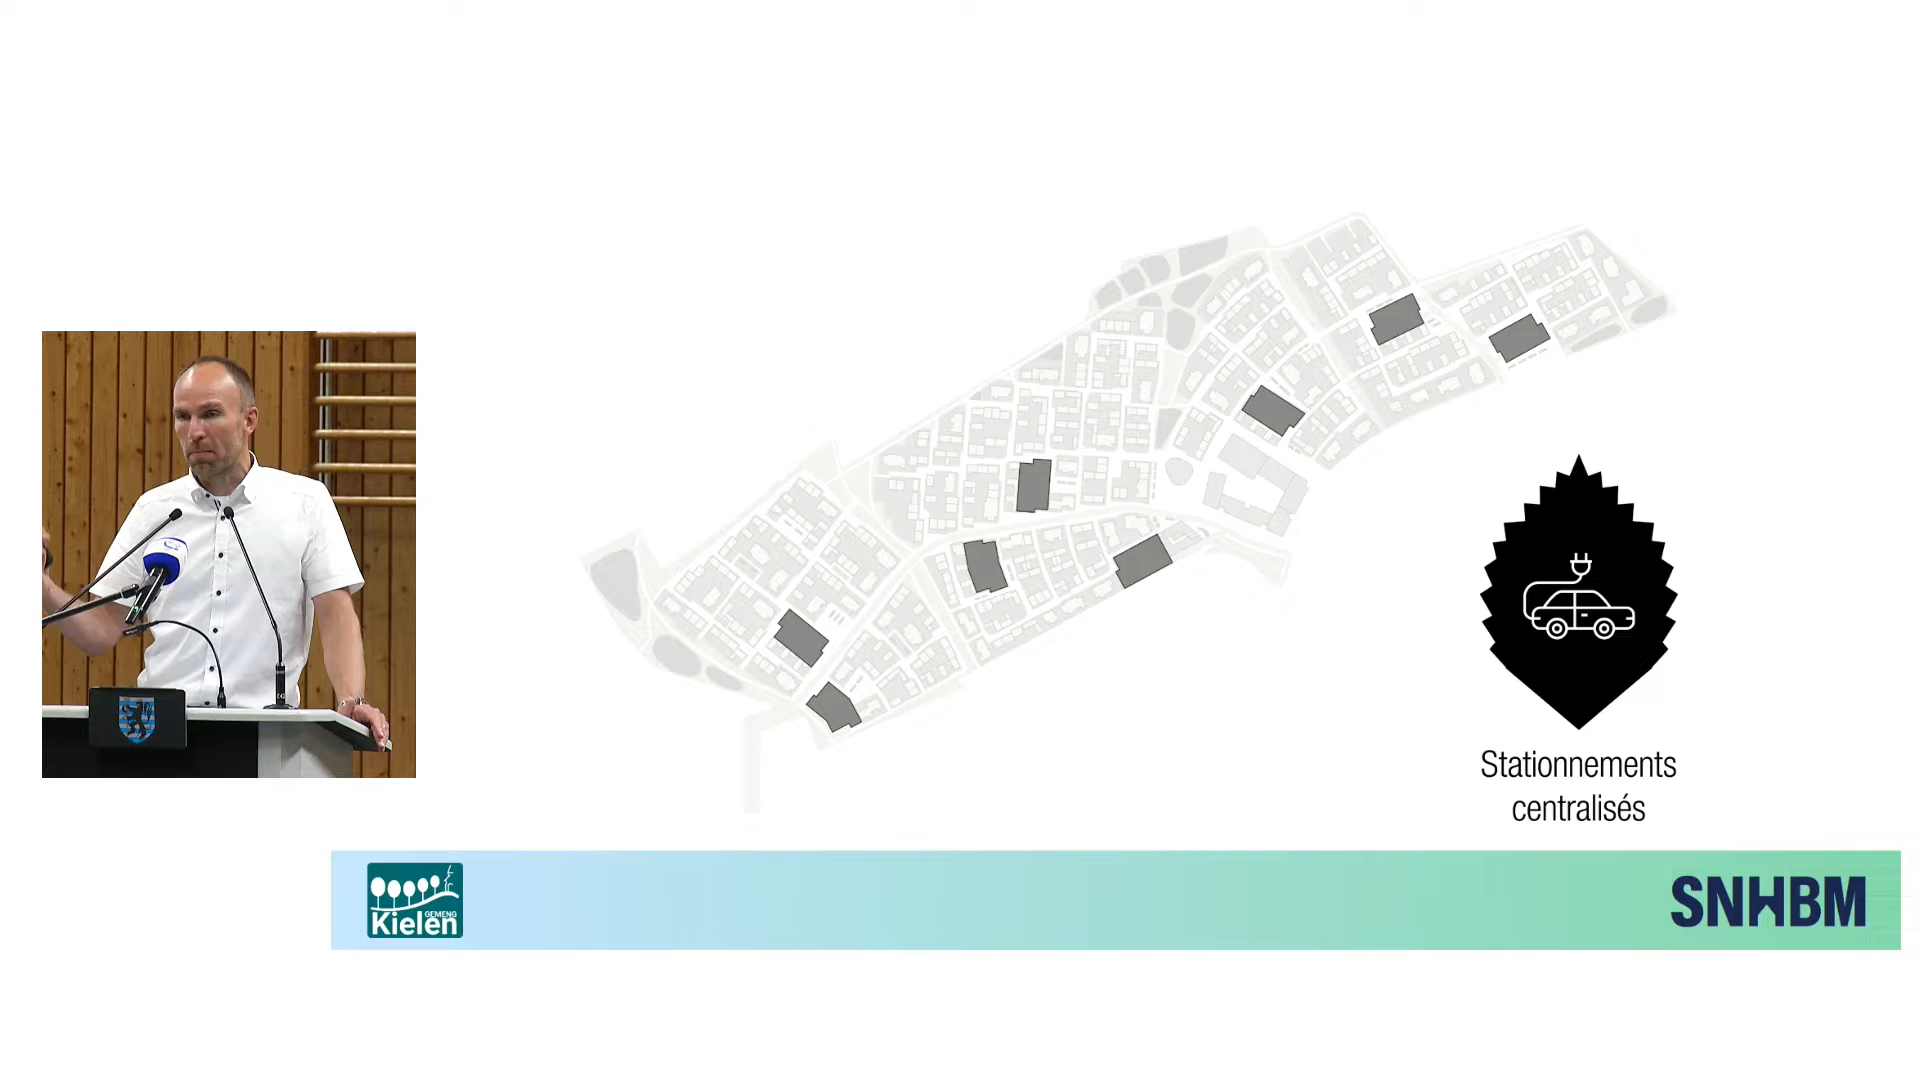 Stationnements
centralisés
GEMENG
Kielen
SNHBM